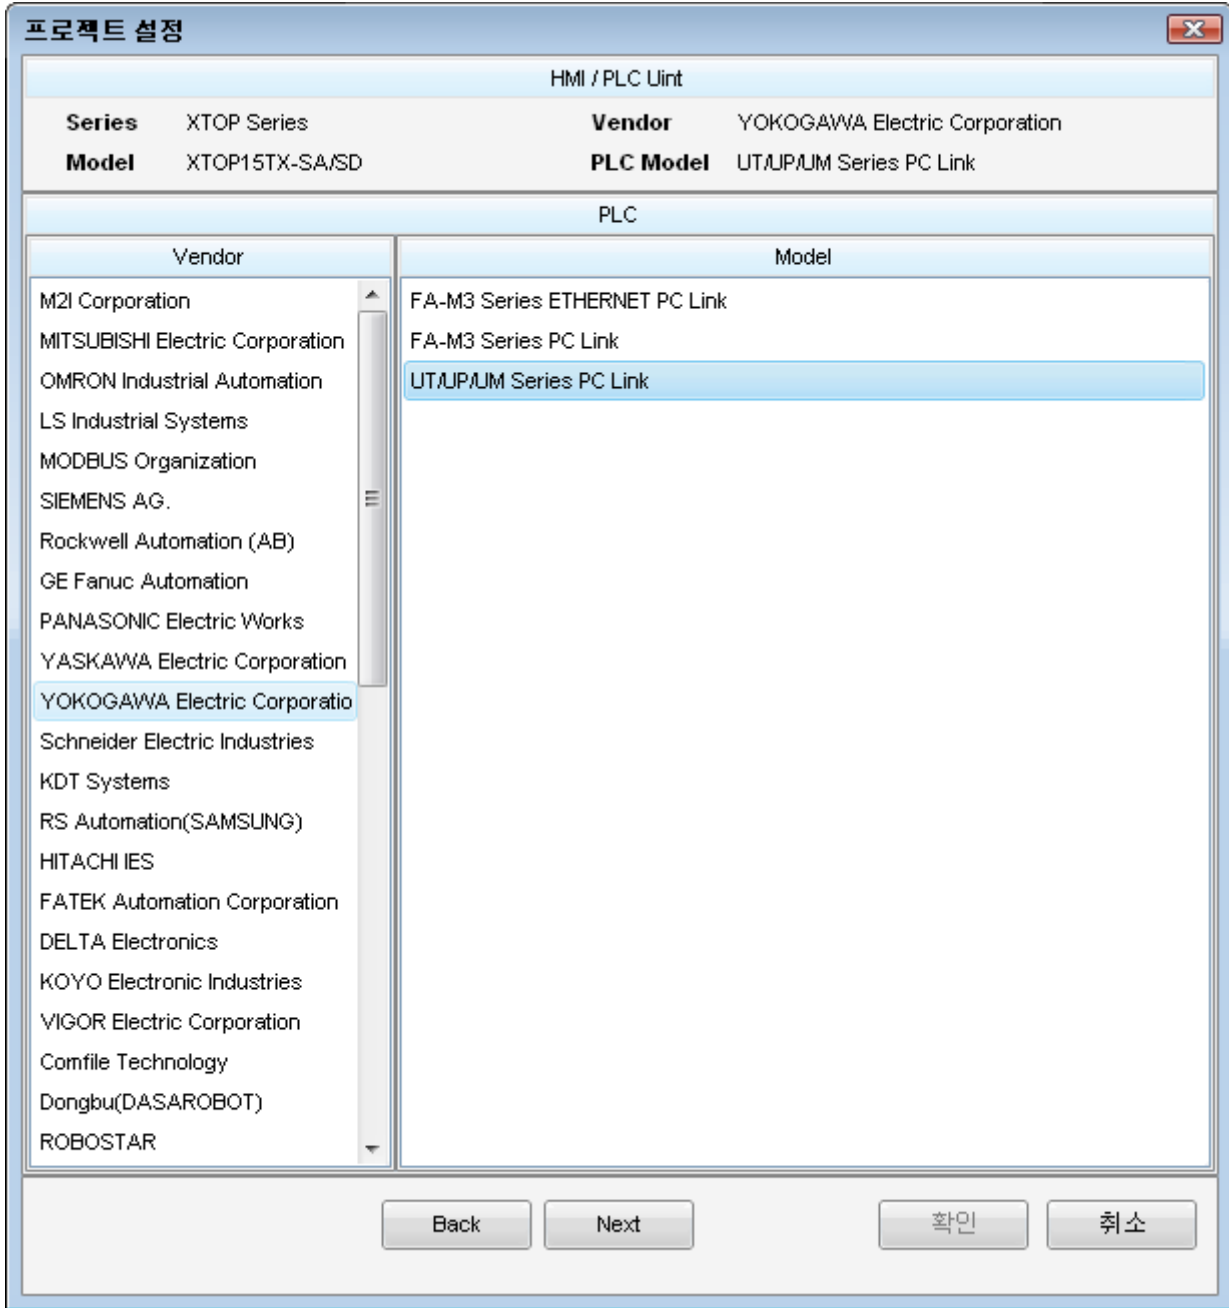 프로젝트 설정
HMI / PLC Uint
Series XTOP Series Vendor YOKOGAWA Electric Corporation
Model XTOP15TX-SA/SD PLC Model UT/UP/UM Series PC Link
PLC
Vendor Model
M2I Corporation FA-M3 Series ETHERNET PC Link
MITSUBISHI Electric Corporation FA-M3 Series PC Link
OMRON Industrial Automation UT/UP/UM Series PC Link
LS Industrial Systems
MODBUS Organization
SIEMENS AG.
Rockwell Automation (AB)
GE Fanuc Automation
PANASONIC Electric Works
YASKAWA Electric Corporation
YOKOGAWA Electric Corporatio
Schneider Electric Industries
KDT Systems
RS Automation(SAMSUNG)
HITACHI IES
FATEK Automation Corporation
DELTA Electronics
KOYO Electronic Industries
VIGOR Electric Corporation
Comfile Technology
Dongbu(DASAROBOT)
ROBOSTAR
Back Next 확인 취소